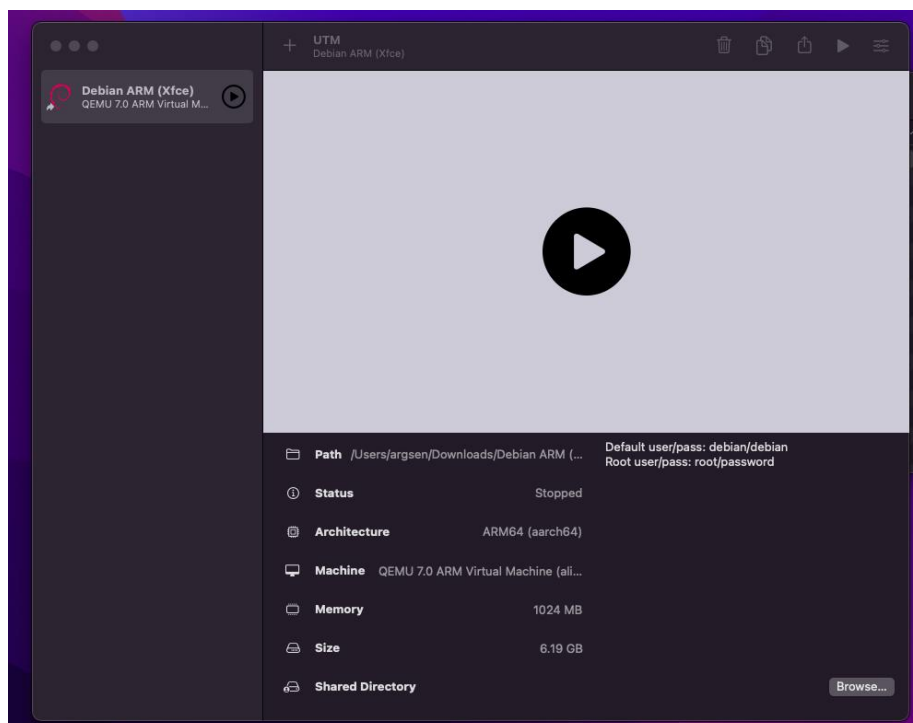 UTM
Debian ARM (Xfce)
Debian ARM (Xfce)
QEMU 7.0 ARM Virtual M...
Path /Users/argsen/Downloads/Debian ARM (...
Default user/pass: debian/debian
Root user/pass: root/password
Status Stopped
Architecture ARM64 (aarch64)
Machine QEMU 7.0 ARM Virtual Machine (ali...
Memory 1024 MB
Size 6.19 GB
Shared Directory Browse...